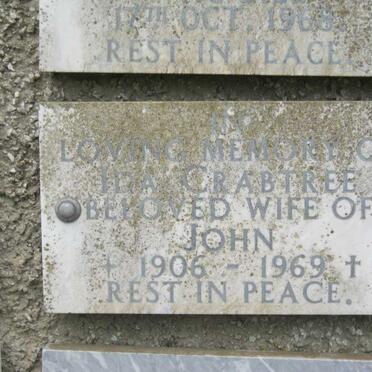 17TH OCT. 1968.
REST IN PEACE.
IN
LOVING MEMORY O
IDA CRABTREE
BELOVED WIFE OF
JOHN
† 1906 - 1969 †
REST IN PEACE.